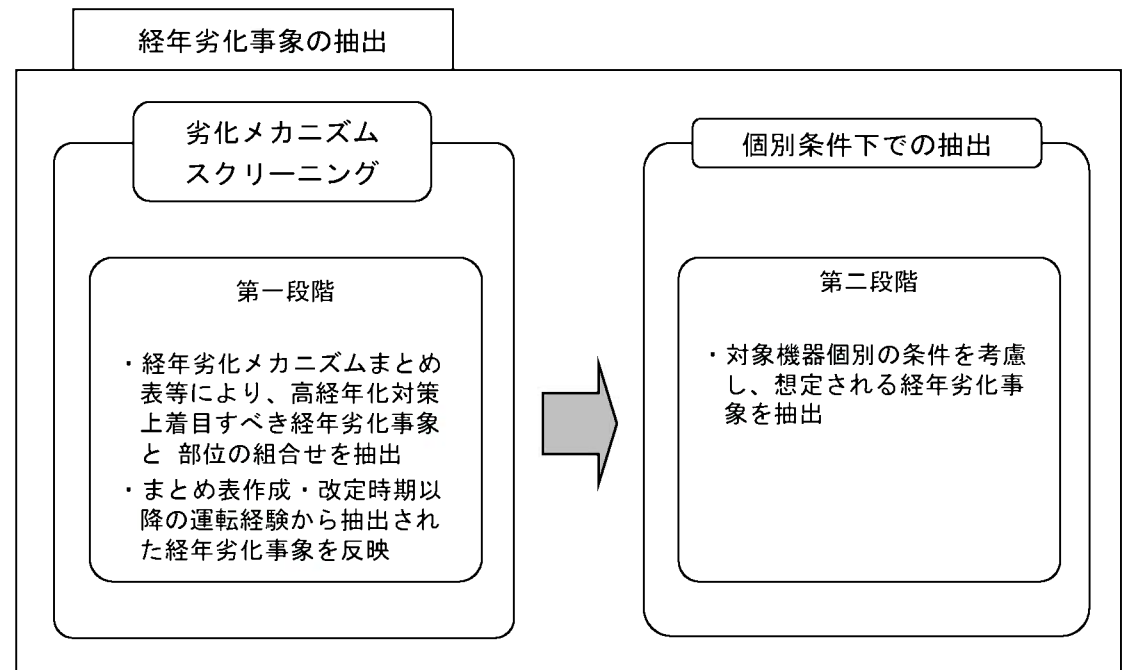 経年劣化事象の抽出
劣化メカニズム
スクリーニング
第一段階
・経年劣化メカニズムまとめ
表等により、高経年化対策
上着目すべき経年劣化事象
と 部位の組合せを抽出
・まとめ表作成・改定時期以
降の運転経験から抽出され
た経年劣化事象を反映
個別条件下での抽出
第二段階
・対象機器個別の条件を考慮
し、想定される経年劣化事
象を抽出